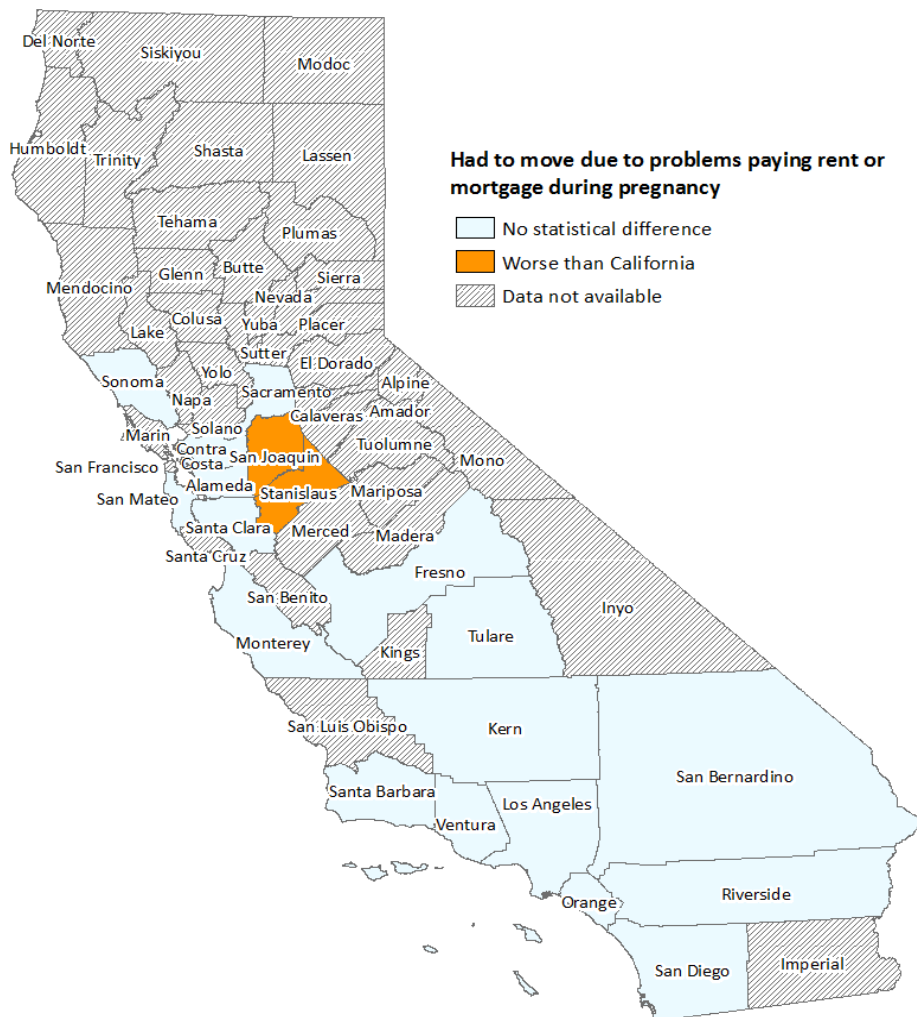 Del Norte
Siskiyou
Modoc
Humboldt
Trinity
Shasta
Lassen
Had to move due to problems paying rent or
mortgage during pregnancy
No statistical difference
Worse than California
Data not available
Tehama
Plumas
Glenn
Butte
Sierra
Mendocino
Nevada
Colusa
Lake
Yuba
Placer
Sutter
El Dorado
Sonoma
Yolo
Sacramento
Alpine
Napa
Calaveras
Amador
Marin
Solano
Tuolumne
Contra
Costa
San Joaquin
Mono
San Francisco
Alameda
Stanislaus
Mariposa
San Mateo
Santa Clara
Merced
Madera
Santa Cruz
Fresno
San Benito
Inyo
Monterey
Kings
Tulare
San Luis Obispo
Kern
San Bernardino
Santa Barbara
Los Angeles
Ventura
Orange
Riverside
San Diego
Imperial